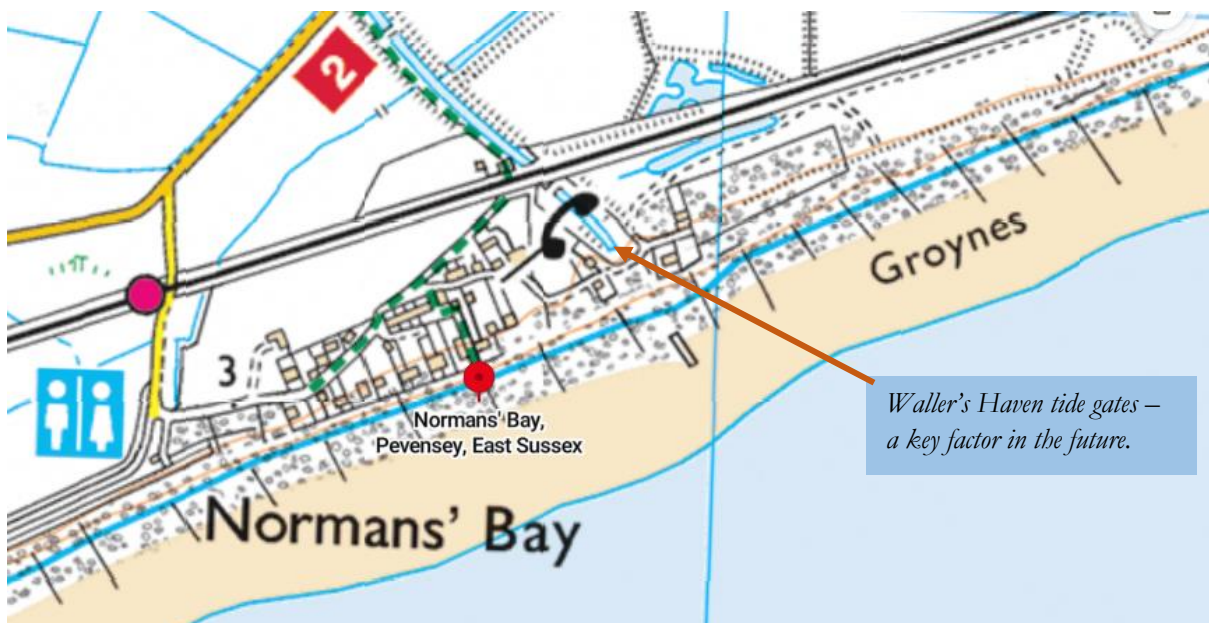 2
Groynes
3
Waller’s Haven tide gates –
a key factor in the future.
Normans' Bay,
Pevensey, East Sussex
Normans' Bay